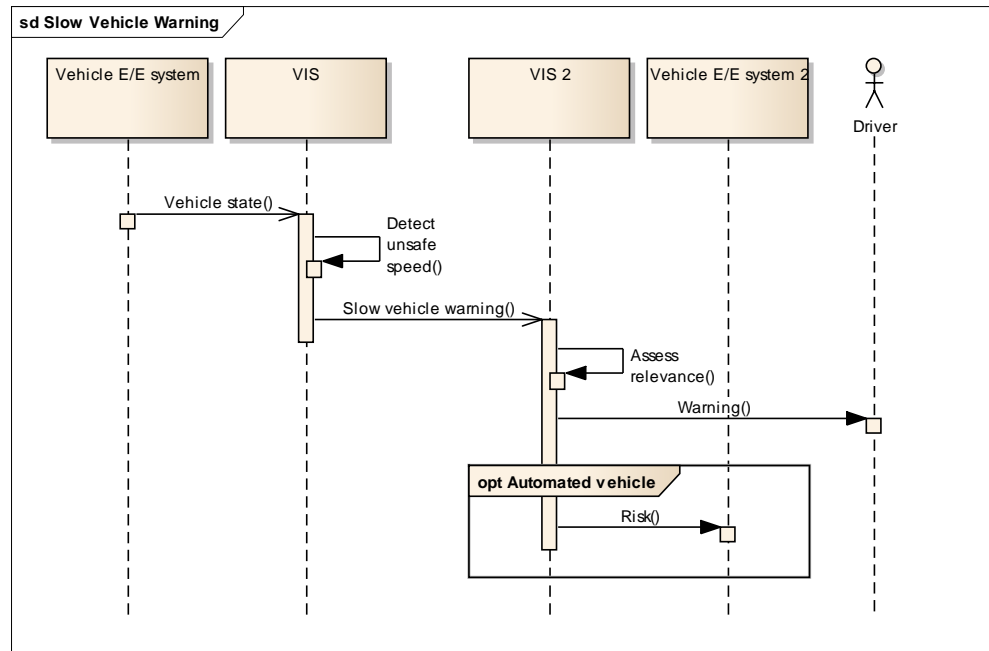 sd Slow Vehicle Warning
Vehicle E/E system
VIS
VIS 2
Vehicle E/E system 2
Driver
Vehicle state()
Detect
unsafe
speed()
Slow vehicle warning()
Assess
relevance()
Warning()
opt Automated vehicle
Risk()